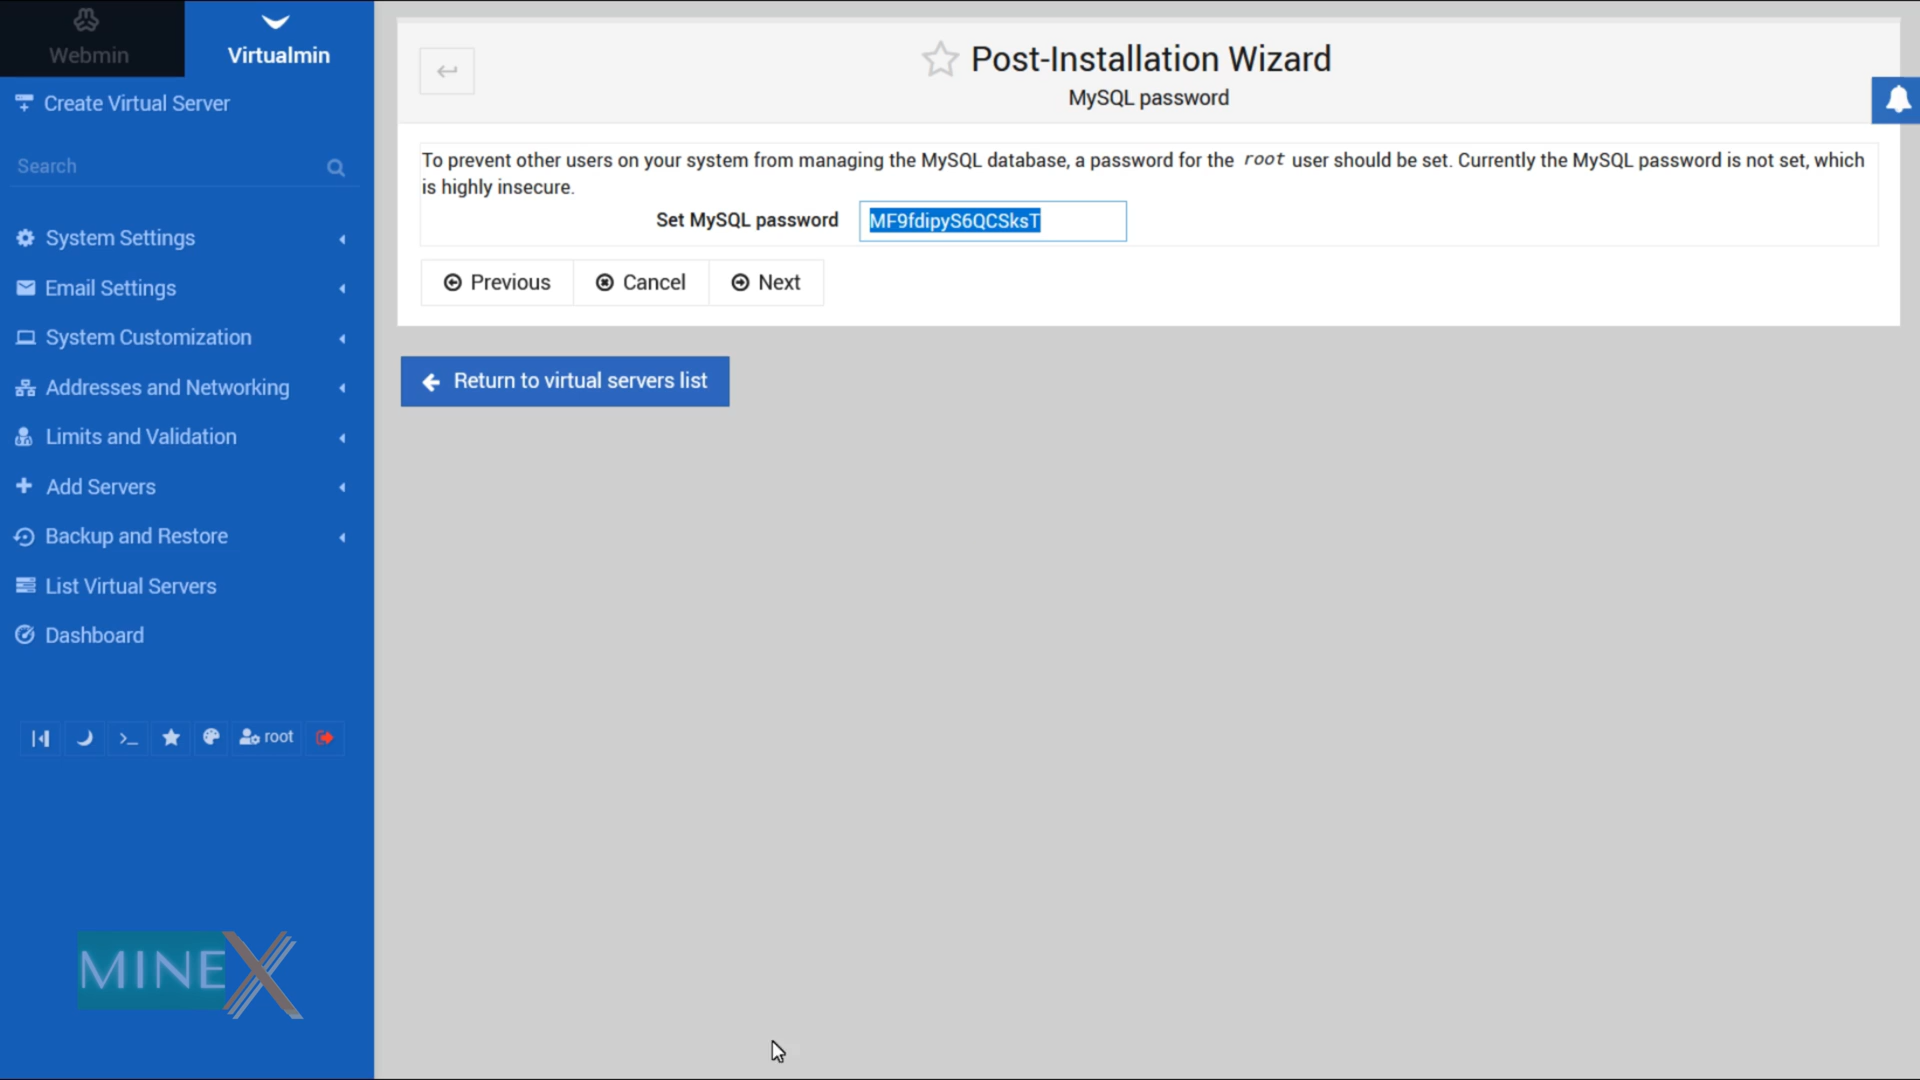 Webmin
Virtualmin
Create Virtual Server
Search
System Settings
Email Settings
System Customization
Addresses and Networking
Limits and Validation
Add Servers
Backup and Restore
List Virtual Servers
Dashboard
root
MINEX
Post-Installation Wizard
MySQL password
To prevent other users on your system from managing the MySQL database, a password for the root user should be set. Currently the MySQL password is not set, which
is highly insecure.
Set MySQL password MF9fdipyS6QCSksT
Previous Cancel Next
Return to virtual servers list